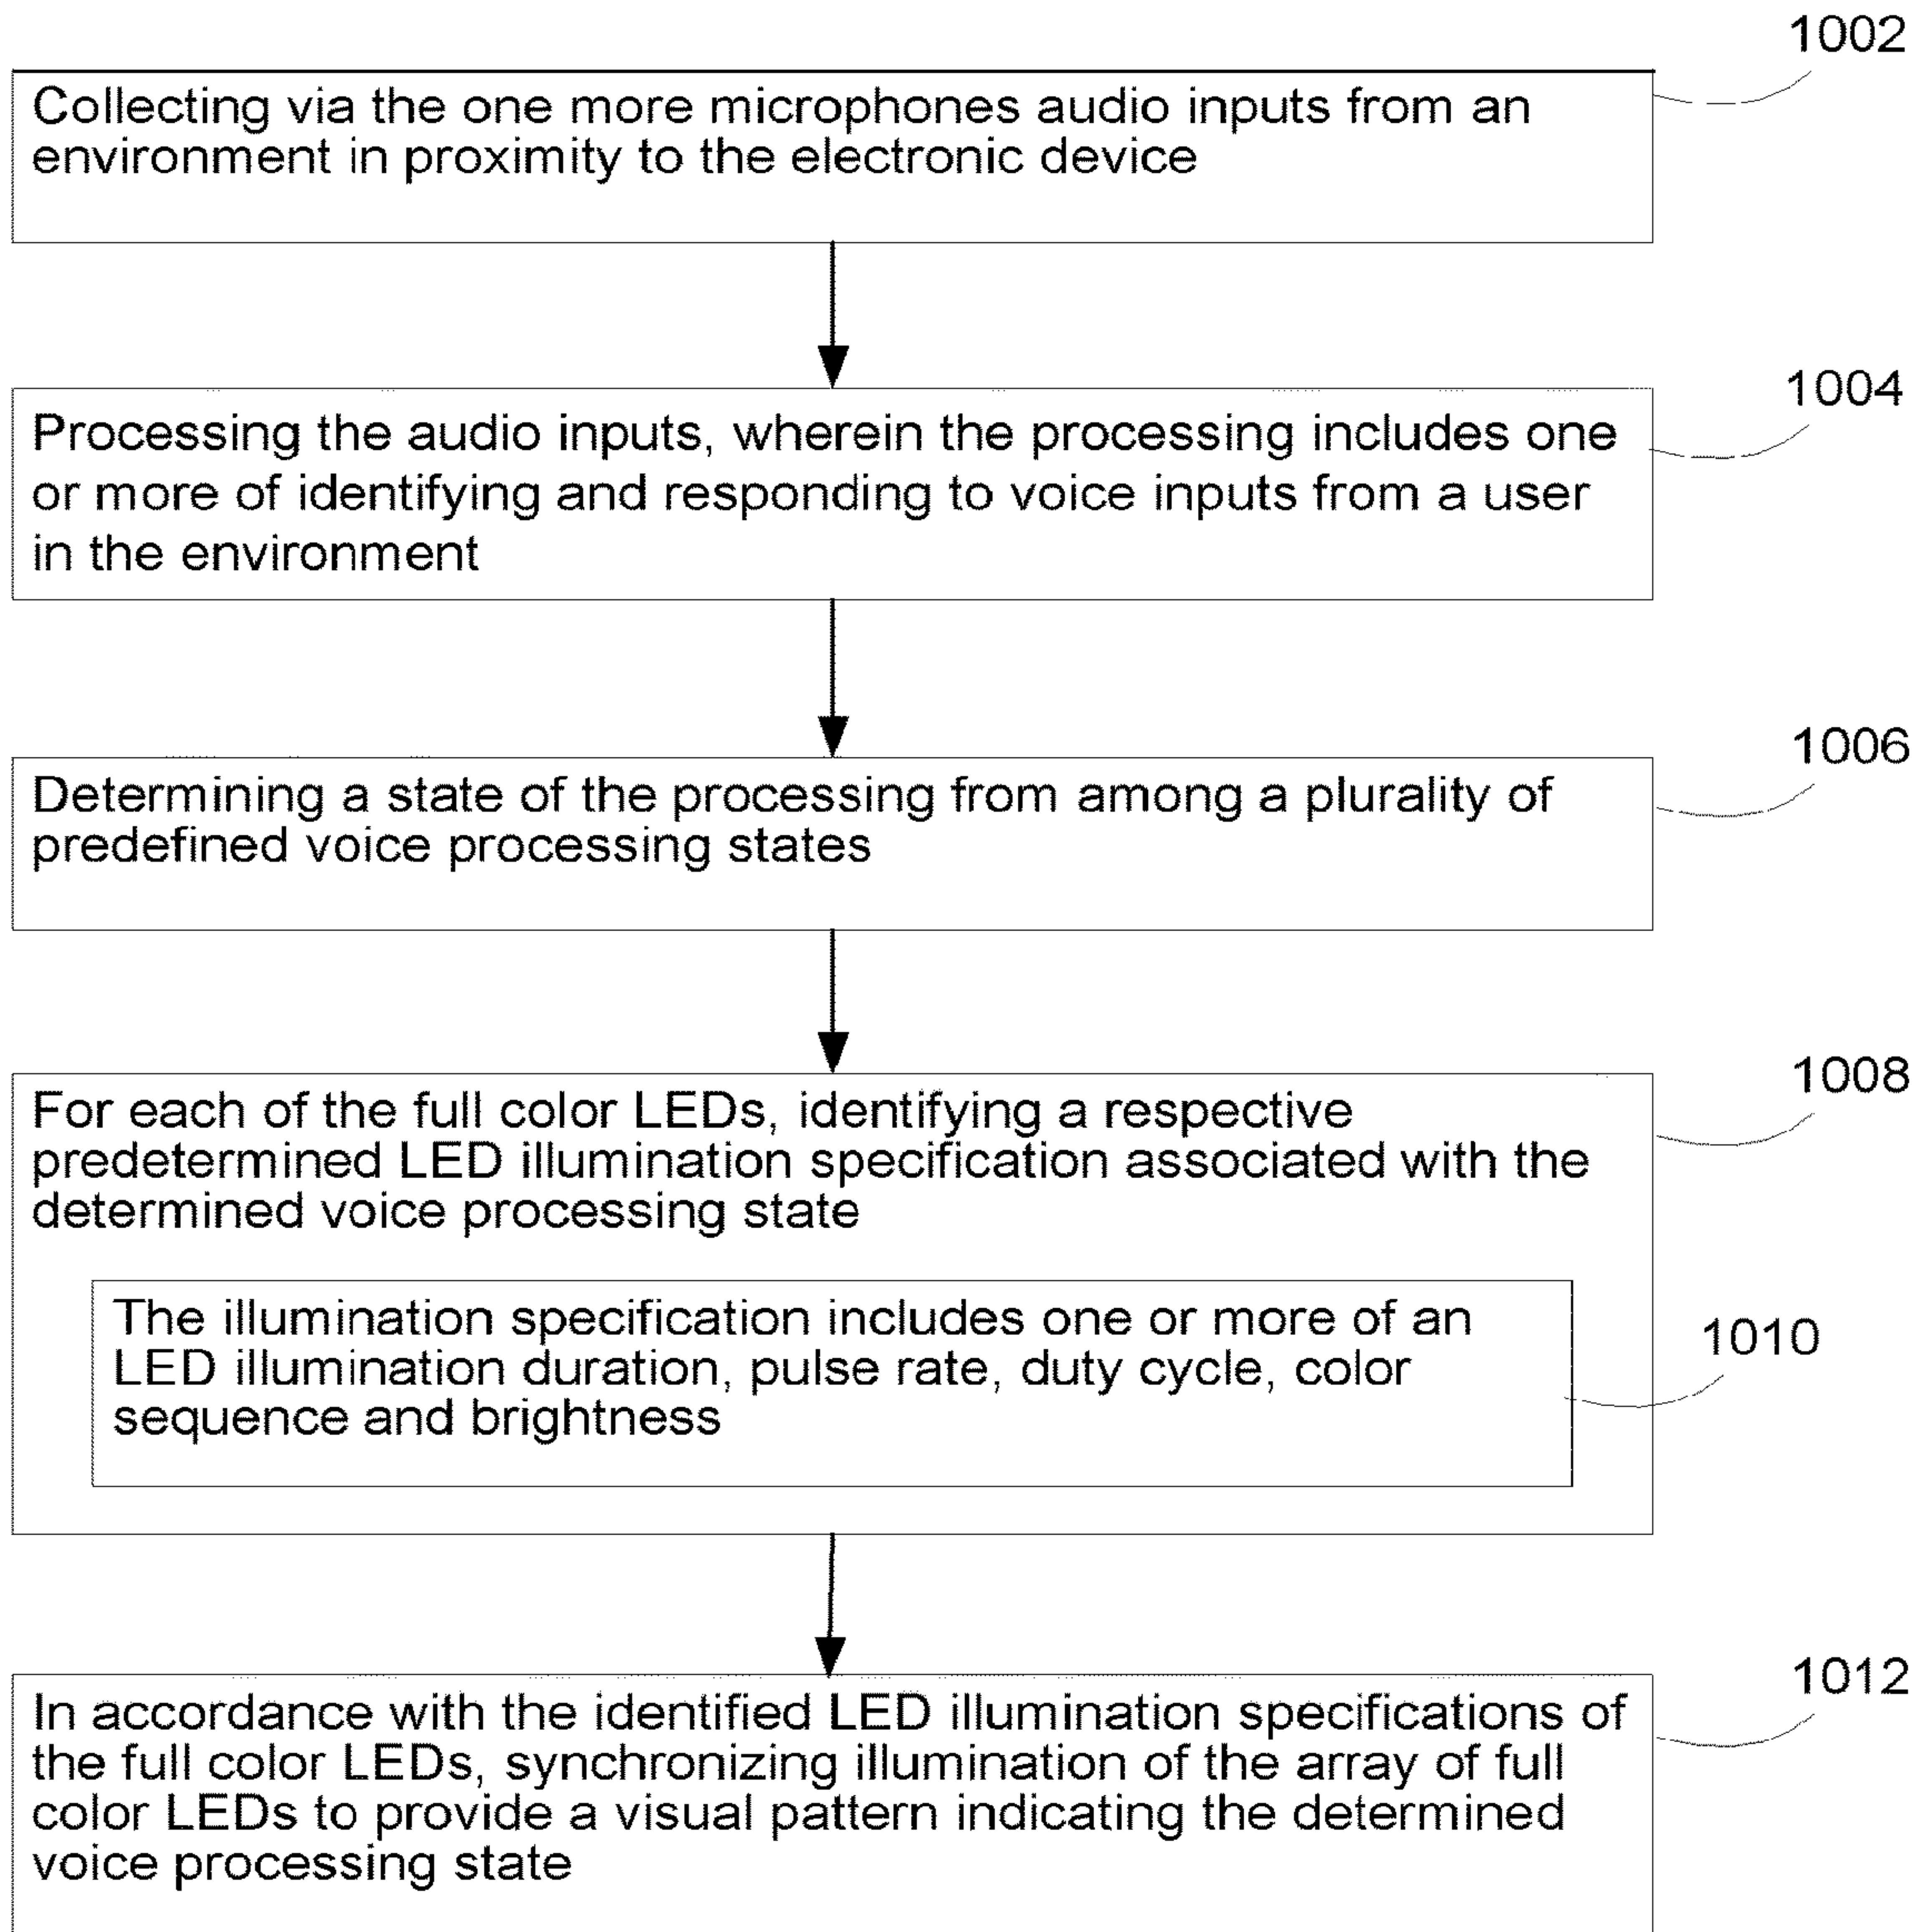 1002
Collecting via the one more microphones audio inputs from an
environment in proximity to the electronic device
1004
Processing the audio inputs, wherein the processing includes one
or more of identifying and responding to voice inputs from a user
in the environment
1006
Determining a state of the processing from among a plurality of
predefined voice processing states
1008
For each of the full color LEDs, identifying a respective
predetermined LED illumination specification associated with the
determined voice processing state
The illumination specification includes one or more of an
LED illumination duration, pulse rate, duty cycle, color
sequence and brightness
1010
1012
In accordance with the identified LED illumination specifications of
the full color LEDs, synchronizing illumination of the array of full
color LEDs to provide a visual pattern indicating the determined
voice processing state